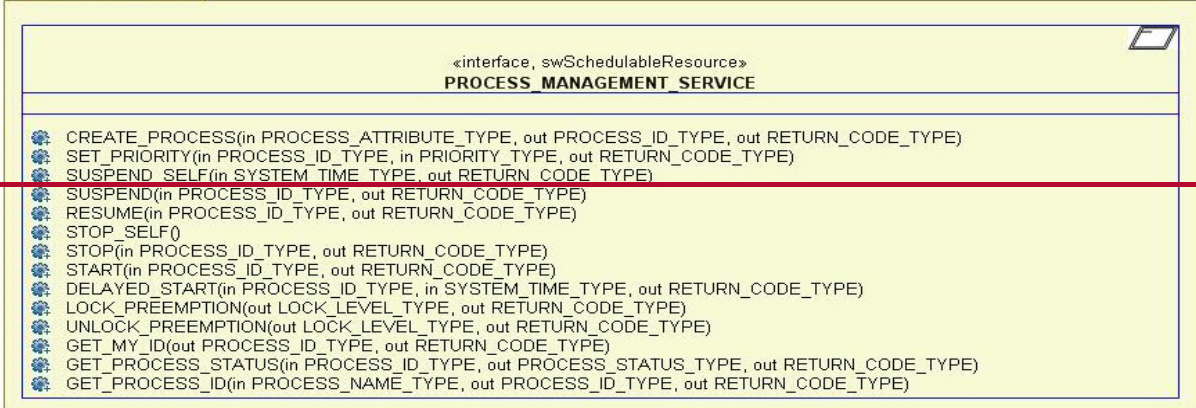 «interface, swSchedulableResource»
PROCESS_MANAGEMENT_SERVICE
CREATE_PROCESS(in PROCESS_ATTRIBUTE_TYPE, out PROCESS_ID_TYPE, out RETURN_CODE_TYPE)
SET_PRIORITY(in PROCESS_ID_TYPE, in PRIORITY_TYPE, out RETURN_CODE_TYPE)
SUSPEND_SELF(in SYSTEM_TIME_TYPE, out RETURN_CODE_TYPE)
SUSPEND(in PROCESS_ID_TYPE, out RETURN_CODE_TYPE)
RESUME(in PROCESS_ID_TYPE, out RETURN_CODE_TYPE)
STOP_SELF()
STOP(in PROCESS_ID_TYPE, out RETURN_CODE_TYPE)
START(in PROCESS_ID_TYPE, out RETURN_CODE_TYPE)
DELAYED_START(in PROCESS_ID_TYPE, in SYSTEM_TIME_TYPE, out RETURN_CODE_TYPE)
LOCK_PREEMPTION(out LOCK_LEVEL_TYPE, out RETURN_CODE_TYPE)
UNLOCK_PREEMPTION(out LOCK_LEVEL_TYPE, out RETURN_CODE_TYPE)
GET_MY_ID(out PROCESS_ID_TYPE, out RETURN_CODE_TYPE)
GET_PROCESS_STATUS(in PROCESS_ID_TYPE, out PROCESS_STATUS_TYPE, out RETURN_CODE_TYPE)
GET_PROCESS_ID(in PROCESS_NAME_TYPE, out PROCESS_ID_TYPE, out RETURN_CODE_TYPE)